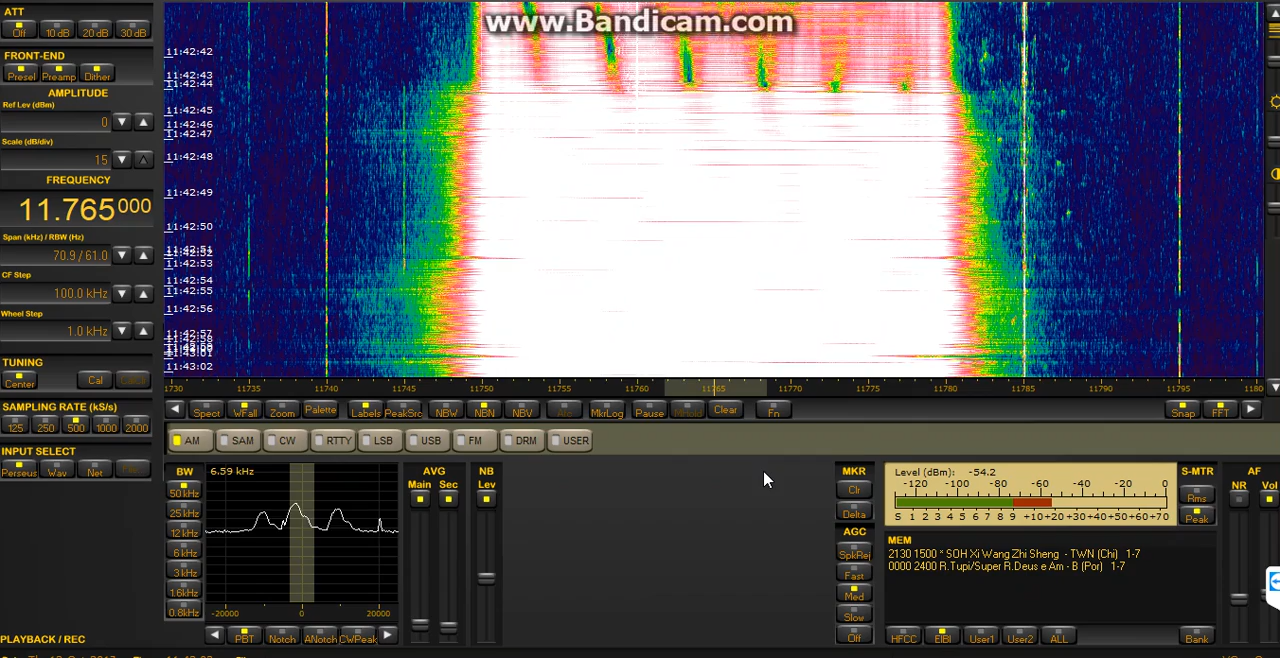 www.Bandicam.com
ATT
Off 10 dB 20 dB 30 dB
FRONT-END
Presel Preamp Dither
AMPLITUDE
Ref Lev (dBm)
0
Scale (dB/div)
15
FREQUENCY
11.765000
Span (kHz) / RBW (Hz)
70.9 / 61.0
CF Step
100.0 kHz
Wheel Step
1.0 kHz
TUNING
Center Cal
SAMPLING RATE (kS/s)
125 250 500 1000 2000
INPUT SELECT
Perseus Wav Net
11:42:42
11:42:43
11:42:44
11:42:45
11:42:46
11:42:47
11:42:48
11:42:49
11:42:50
11:42:51
11:42:53
11:42:54
11:42:55
11:42:56
11:42:57
11:43:01
11:43:02
1730 11735 11740 11745 11750 11755 11760 11765 11770 11775 11780 11785 11790 11795 1180
Spect WFall Zoom Palette Labels PeakSrc NBW NBN NBV MkrLog Pause Clear Fn Snap FFT
AM SAM CW RTTY LSB USB FM DRM USER
BW
50 kHz
25 kHz
12 kHz
6 kHz
3 kHz
1.6kHz
0.8kHz
6.59 kHz
-20000 0 20000
PBT Notch ANotch CWPeak
AVG
Main Sec
NB
Lev
MKR
Clr
Delta
AGC
SpkRej
Fast
Med
Slow
Off
Level (dBm): -54.2
-120 -100 -80 -60 -40 -20 0
S 1 2 3 4 5 6 7 8 9 +10+20+30+40+50+60+70
S-MTR
Rms
Peak
AF
NR Vol
MEM
2130 1500 * SOH Xi Wang Zhi Sheng - TWN (Chi) 1-7
0000 2400 R.Tupi/Super R.Deus e Am - B (Por) 1-7
HFCC EIBI User1 User2 ALL Bank
PLAYBACK / REC